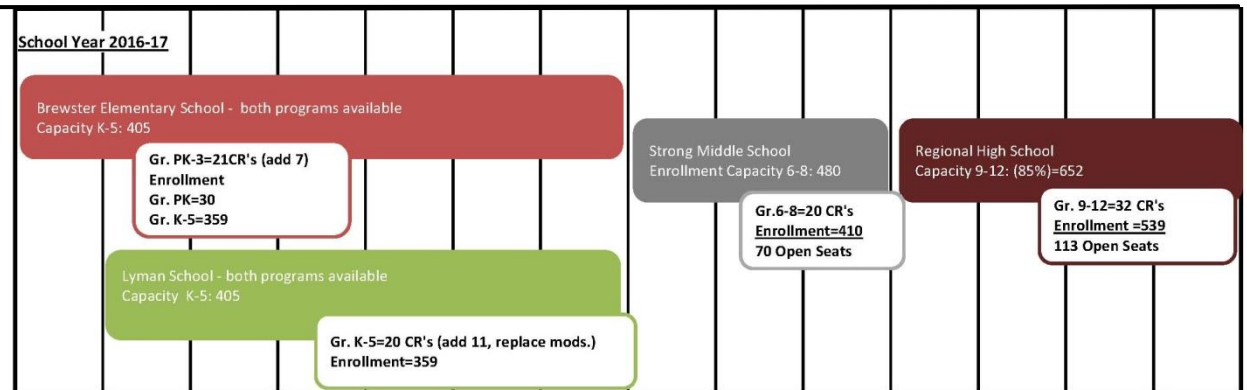 School Year 2016-17
Brewster Elementary School - both programs available
Capacity K-5: 405
Gr. PK-3=21CR's (add 7)
Enrollment
Gr. PK=30
Gr. K-5=359
Lyman School - both programs available
Capacity K-5: 405
Gr. K-5=20 CR's (add 11, replace mods.)
Enrollment=359
Strong Middle School
Enrollment Capacity 6-8: 480
Gr.6-8=20 CR's
Enrollment=410
70 Open Seats
Regional High School
Capacity 9-12: (85%)=652
Gr. 9-12=32 CR's
Enrollment =539
113 Open Seats